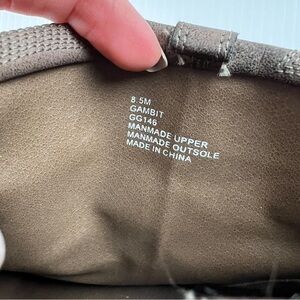 8.5M
GAMBIT
GG146
MANMADE UPPER
MANMADE OUTSOLE
MADE IN CHINA